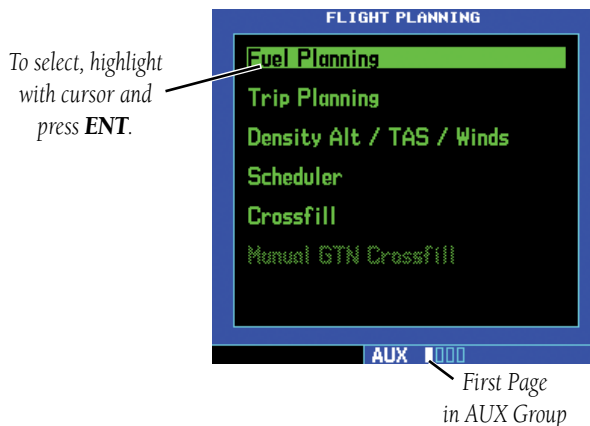 FLIGHT PLANNING
To select, highlight
with cursor and
press ENT.
Fuel Planning
Trip Planning
Density Alt / TAS / Winds
Scheduler
Crossfill
Manual GTN Crossfill
AUX
First Page
in AUX Group